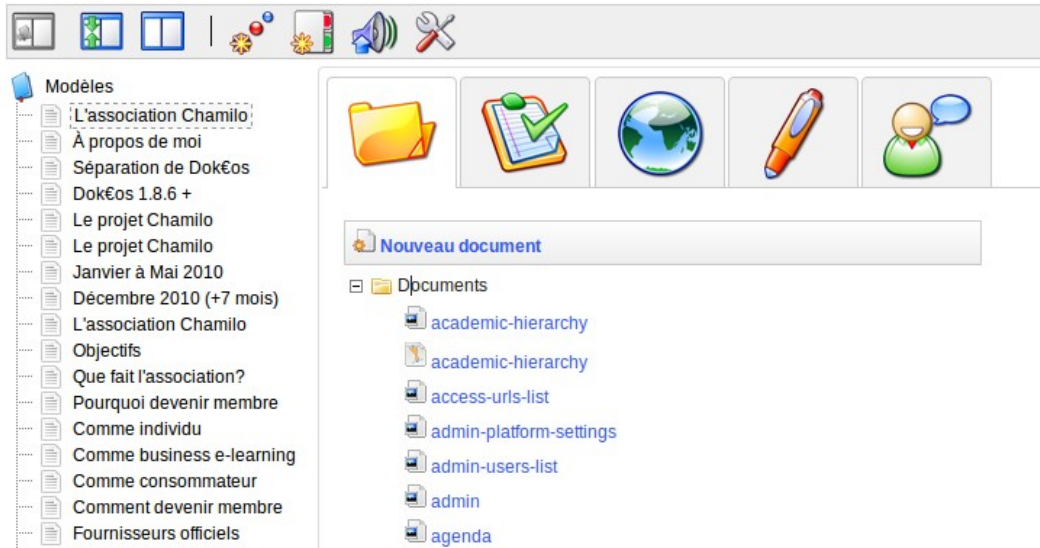 Modèles
L'association Chamilo
À propos de moi
Séparation de Dok€os
Dok€os 1.8.6 +
Le projet Chamilo
Le projet Chamilo
Janvier à Mai 2010
Décembre 2010 (+7 mois)
L'association Chamilo
Objectifs
Que fait l'association?
Pourquoi devenir membre
Comme individu
Comme business e-learning
Comme consommateur
Comment devenir membre
Fournisseurs officiels
Nouveau document
Documents
academic-hierarchy
academic-hierarchy
access-urls-list
admin-platform-settings
admin-users-list
admin
agenda